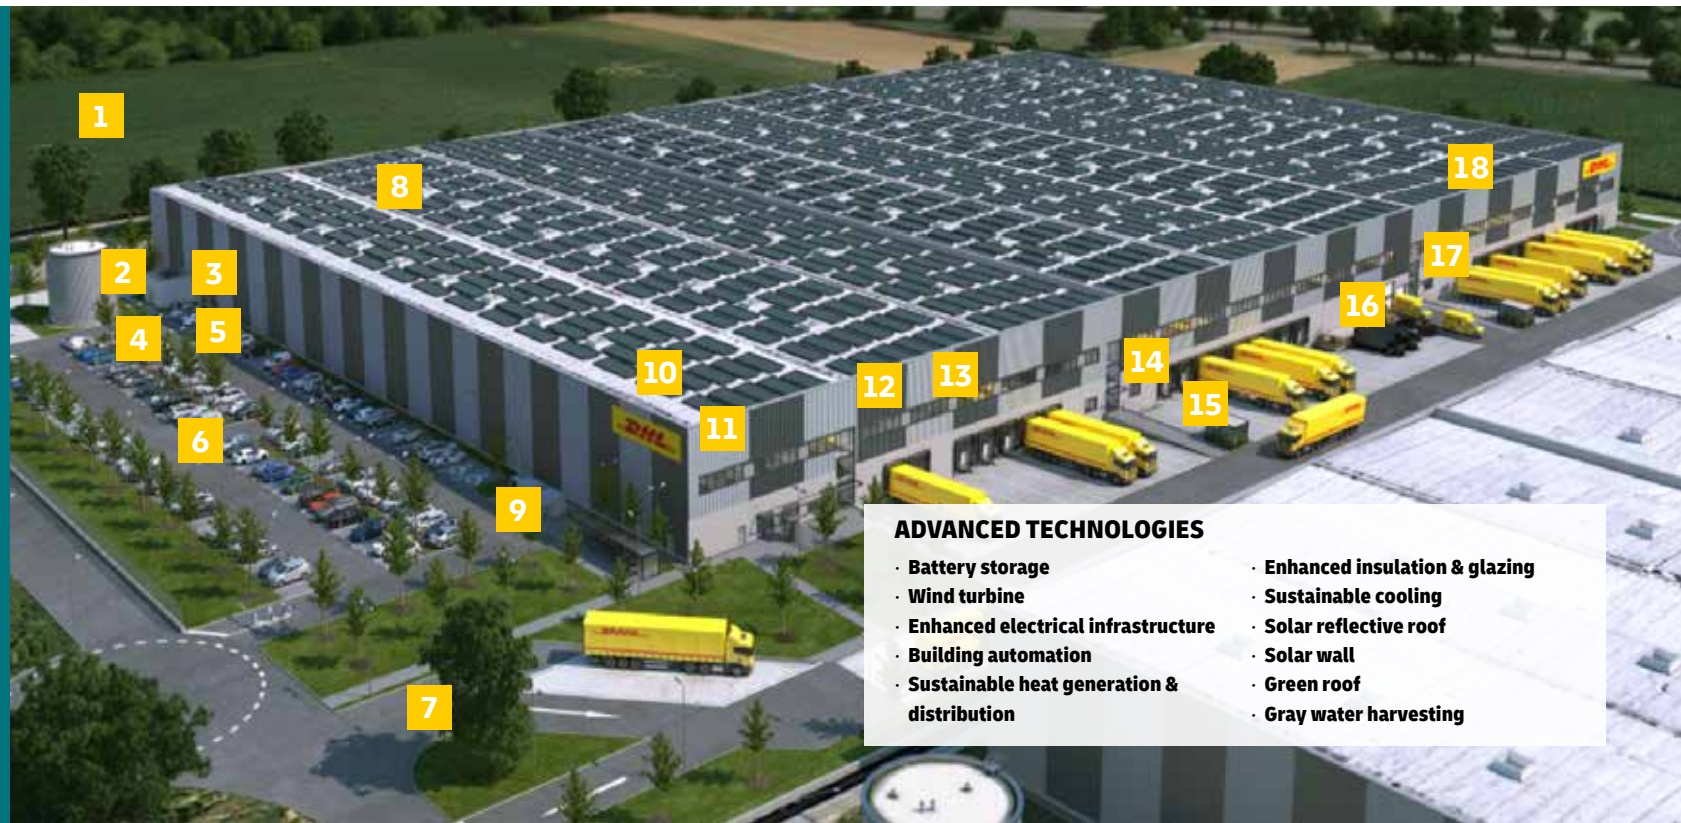 1
18
8
17
2
3
16
4
5
14
10
13
12
15
11
6
9
7
DHL
DHL
ADVANCED TECHNOLOGIES
· Battery storage
· Wind turbine
· Enhanced electrical infrastructure
· Building automation
· Sustainable heat generation &
distribution
· Enhanced insulation & glazing
· Sustainable cooling
· Solar reflective roof
· Solar wall
· Green roof
· Gray water harvesting